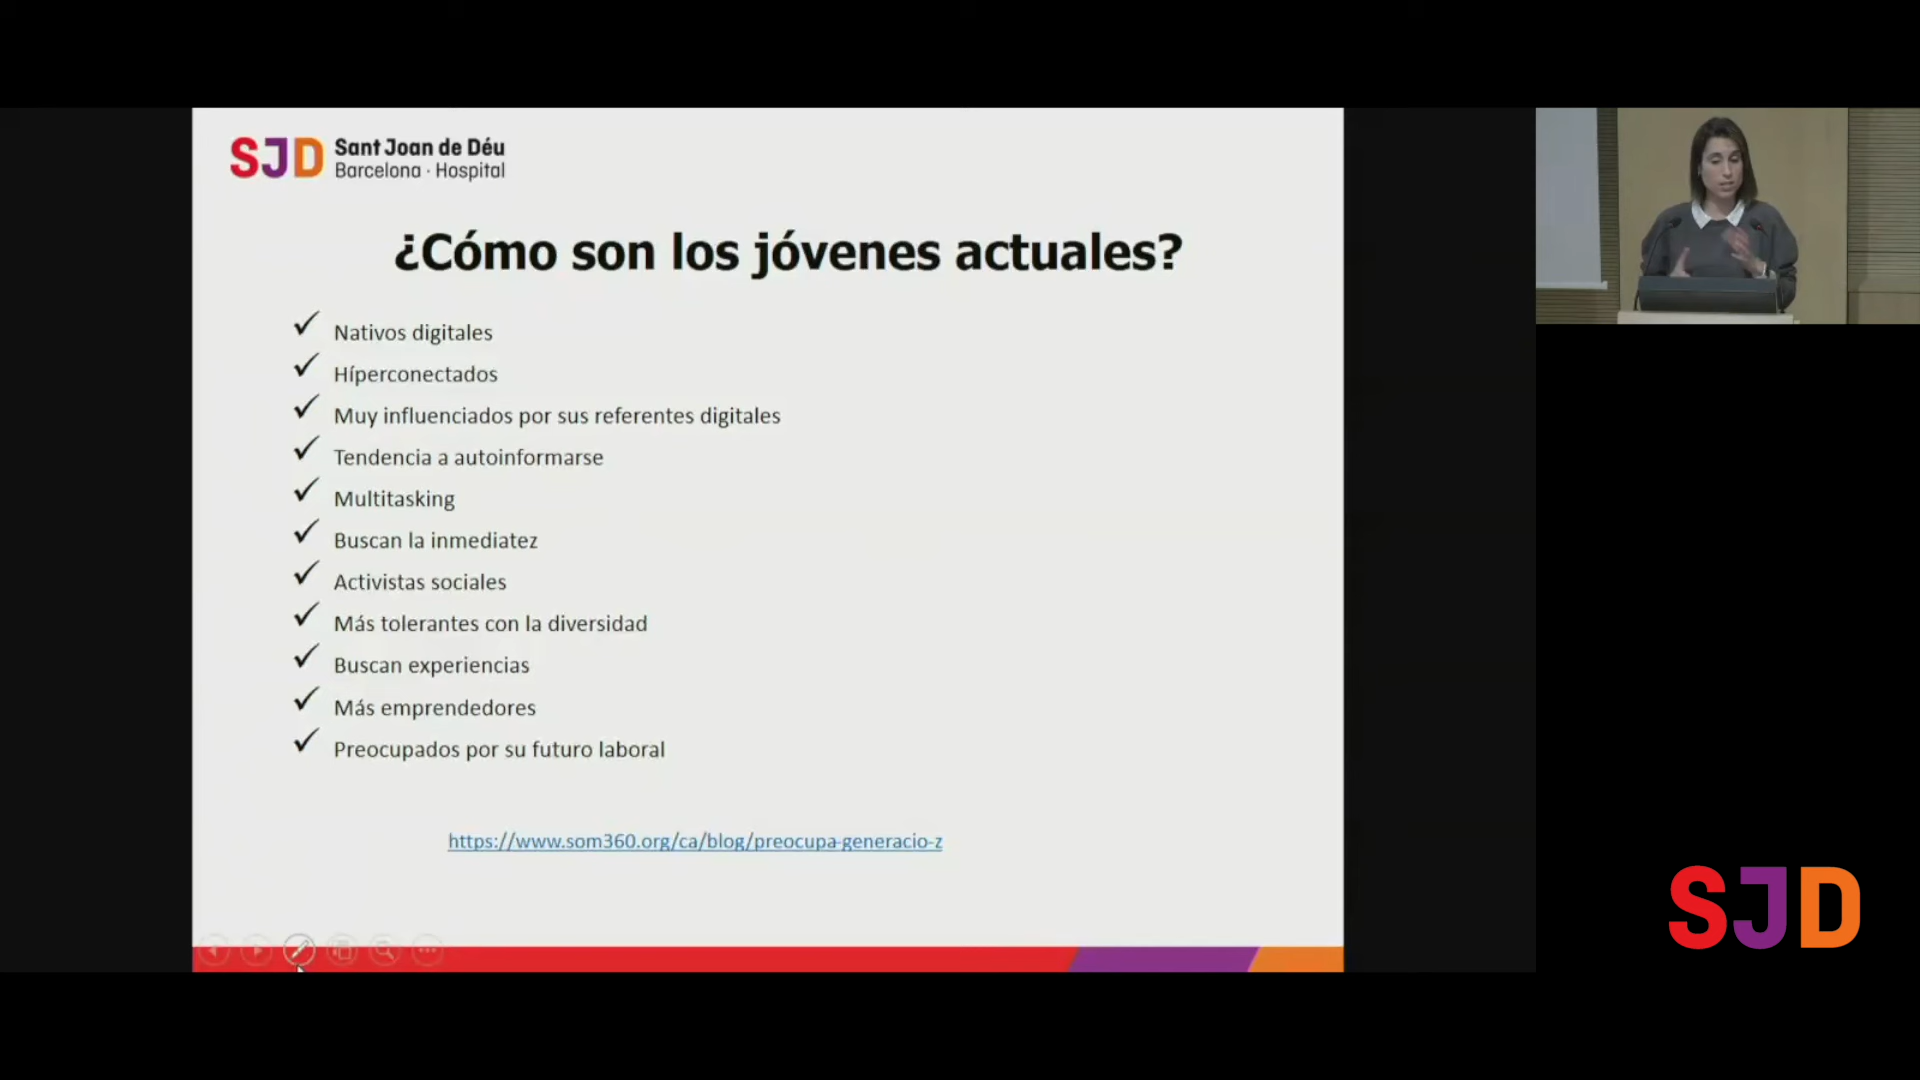 SJD Sant Joan de Déu
Barcelona · Hospital
¿Cómo son los jóvenes actuales?
✓ Nativos digitales
✓ Híperconectados
✓ Muy influenciados por sus referentes digitales
✓ Tendencia a autoinformarse
✓ Multitasking
✓ Buscan la inmediatez
✓ Activistas sociales
✓ Más tolerantes con la diversidad
✓ Buscan experiencias
✓ Más emprendedores
✓ Preocupados por su futuro laboral
https://www.som360.org/ca/blog/preocupa-generacio-z
SJD